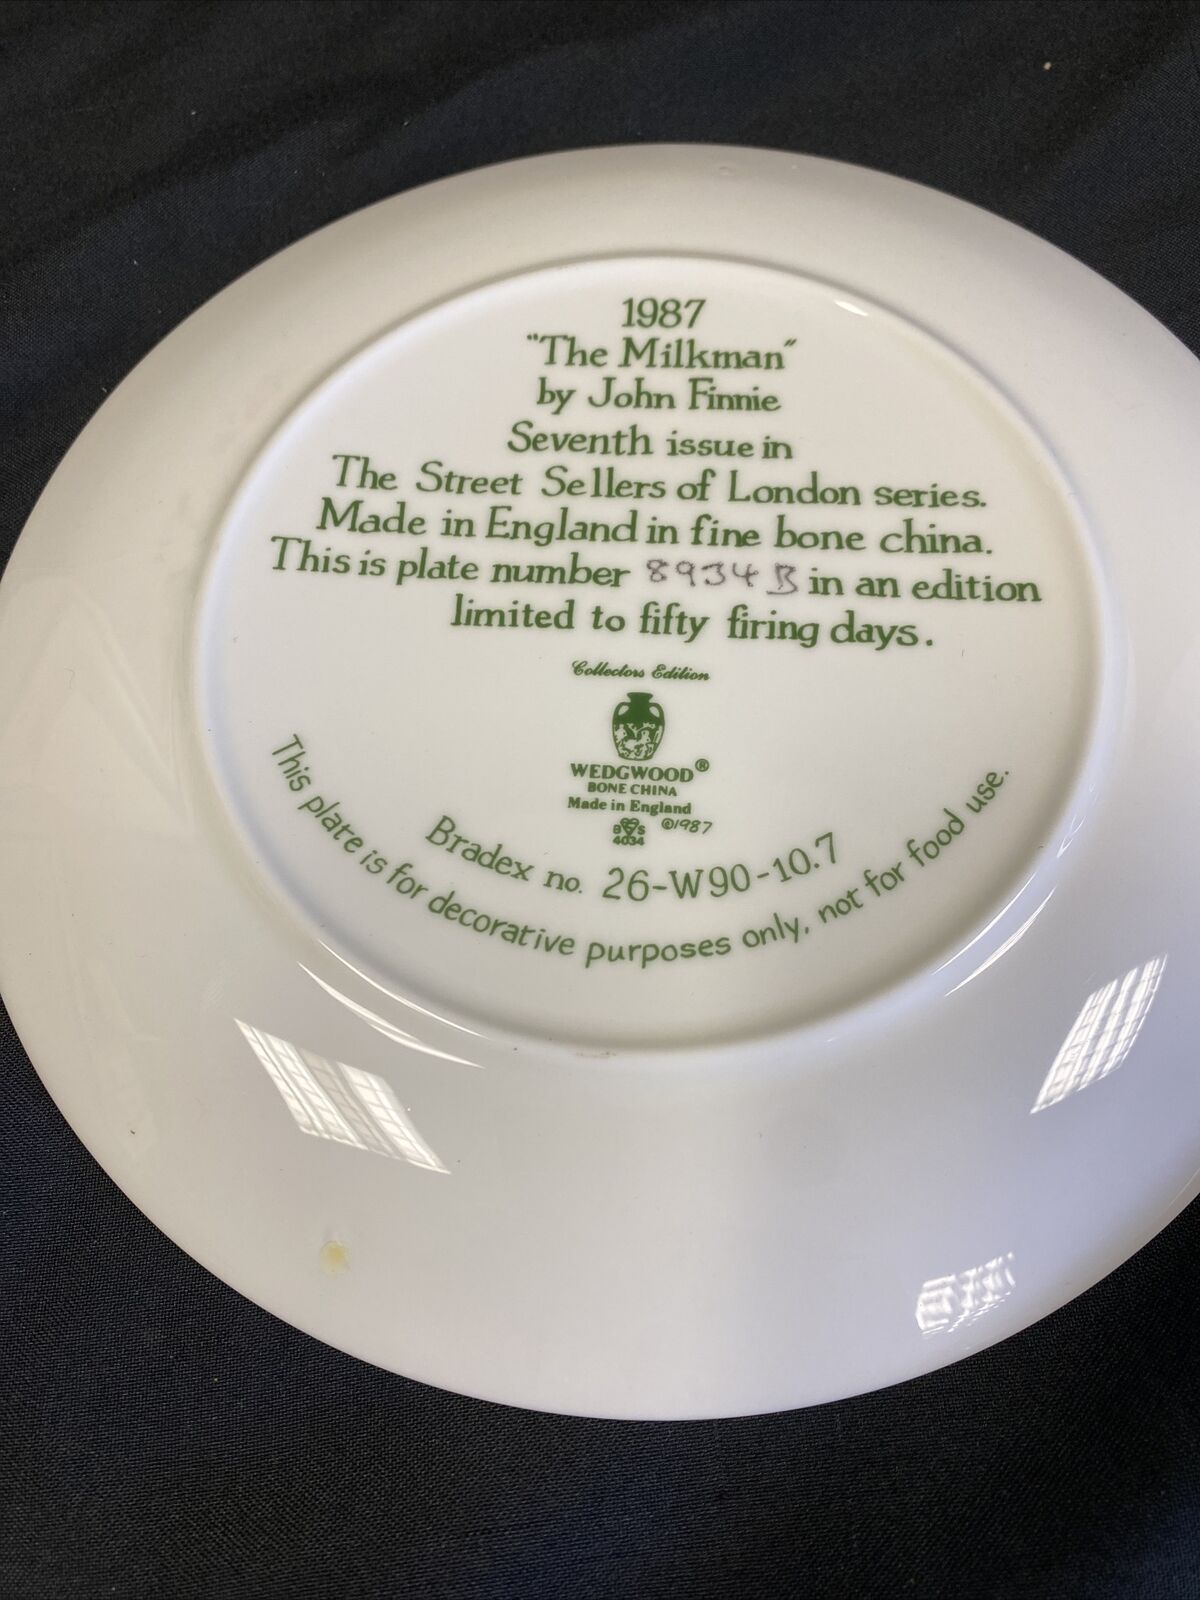 1987
"The Milkman"
by John Finnie
Seventh issue in
The Street Sellers of London series.
Made in England in fine bone china.
This is plate number 8934 B in an edition
limited to fifty firing days.
Collectors Edition
WEDGWOOD®
BONE CHINA
Made in England
BS ©1987
4034
Bradex no. 26-W90-10.7
This plate is for decorative purposes only, not for food use.